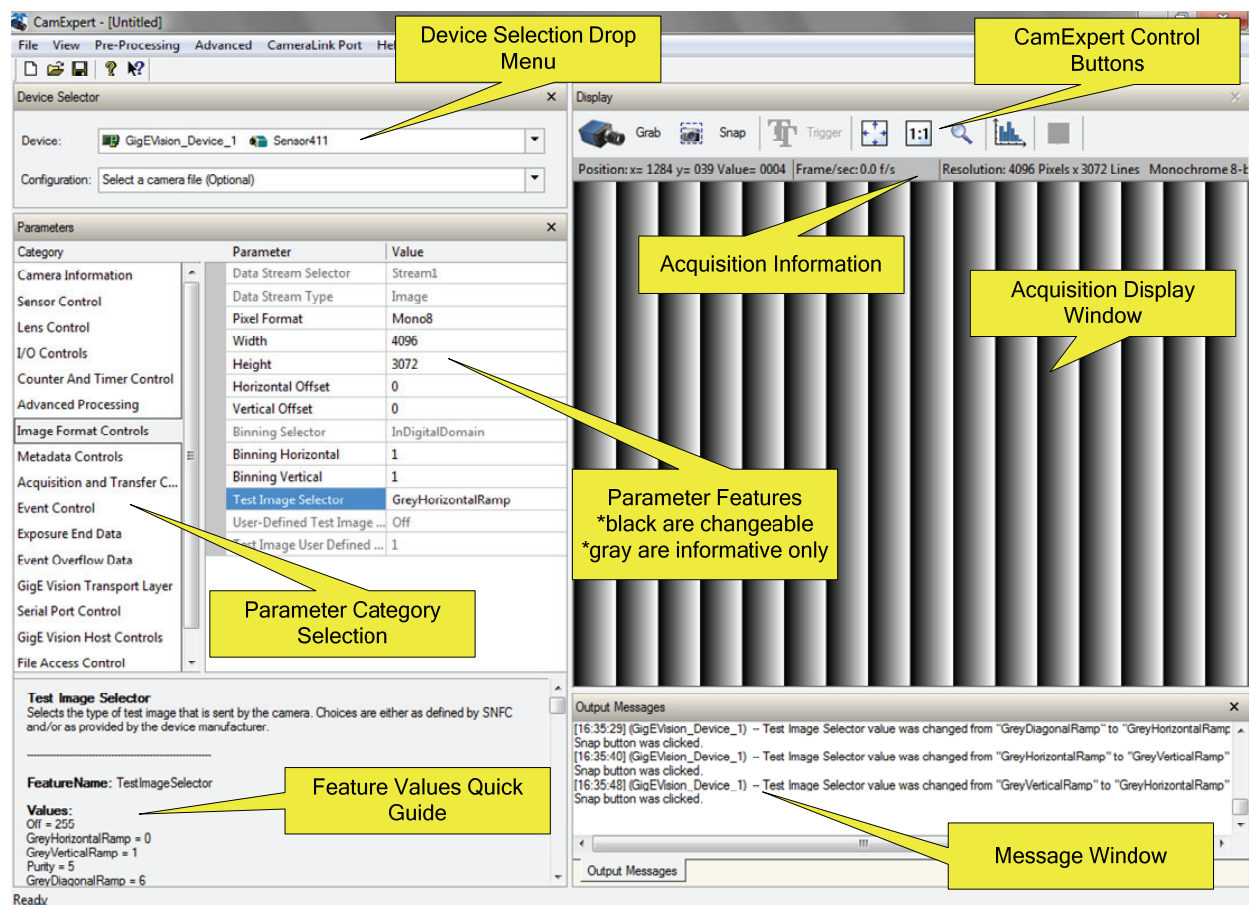 CamExpert - [Untitled]
File View Pre-Processing Advanced CameraLink Port
Device Selection Drop
Menu
CamExpert Control
Buttons
Device Selector
Device: GigEVision_Device_1 Sensor411
Configuration: Select a camera file (Optional)
Display
Grab Snap Trigger 1:1
Position: x= 1284 y= 039 Value= 0004 Frame/sec: 0.0 f/s Resolution: 4096 Pixels x 3072 Lines Monochrome 8-b
Acquisition Information
Acquisition Display
Window
Parameters
Category Parameter Value
Camera Information
Sensor Control
Lens Control
I/O Controls
Counter And Timer Control
Advanced Processing
Image Format Controls
Metadata Controls
Acquisition and Transfer C...
Event Control
Exposure End Data
Event Overflow Data
GigE Vision Transport Layer
Serial Port Control
GigE Vision Host Controls
File Access Control
Data Stream Selector Stream1
Data Stream Type Image
Pixel Format Mono8
Width 4096
Height 3072
Horizontal Offset 0
Vertical Offset 0
Binning Selector InDigitalDomain
Binning Horizontal 1
Binning Vertical 1
Test Image Selector GreyHorizontalRamp
User-Defined Test Image ... Off
Test Image User Defined ... 1
Parameter Features
*black are changeable
*gray are informative only
Parameter Category
Selection
Test Image Selector
Selects the type of test image that is sent by the camera. Choices are either as defined by SNFC
and/or as provided by the device manufacturer.
FeatureName: TestImageSelector
Values:
Off = 255
GreyHorizontalRamp = 0
GreyVerticalRamp = 1
Purity = 5
GreyDiagonalRamp = 6
Feature Values Quick
Guide
Output Messages
[16:35:29] (GigEVision_Device_1) -- Test Image Selector value was changed from "GreyDiagonalRamp" to "GreyHorizontalRamp
Snap button was clicked.
[16:35:40] (GigEVision_Device_1) -- Test Image Selector value was changed from "GreyHorizontalRamp" to "GreyVerticalRamp"
Snap button was clicked.
[16:35:48] (GigEVision_Device_1) -- Test Image Selector value was changed from "GreyVerticalRamp" to "GreyHorizontalRamp"
Snap button was clicked.
Message Window
Output Messages
Ready